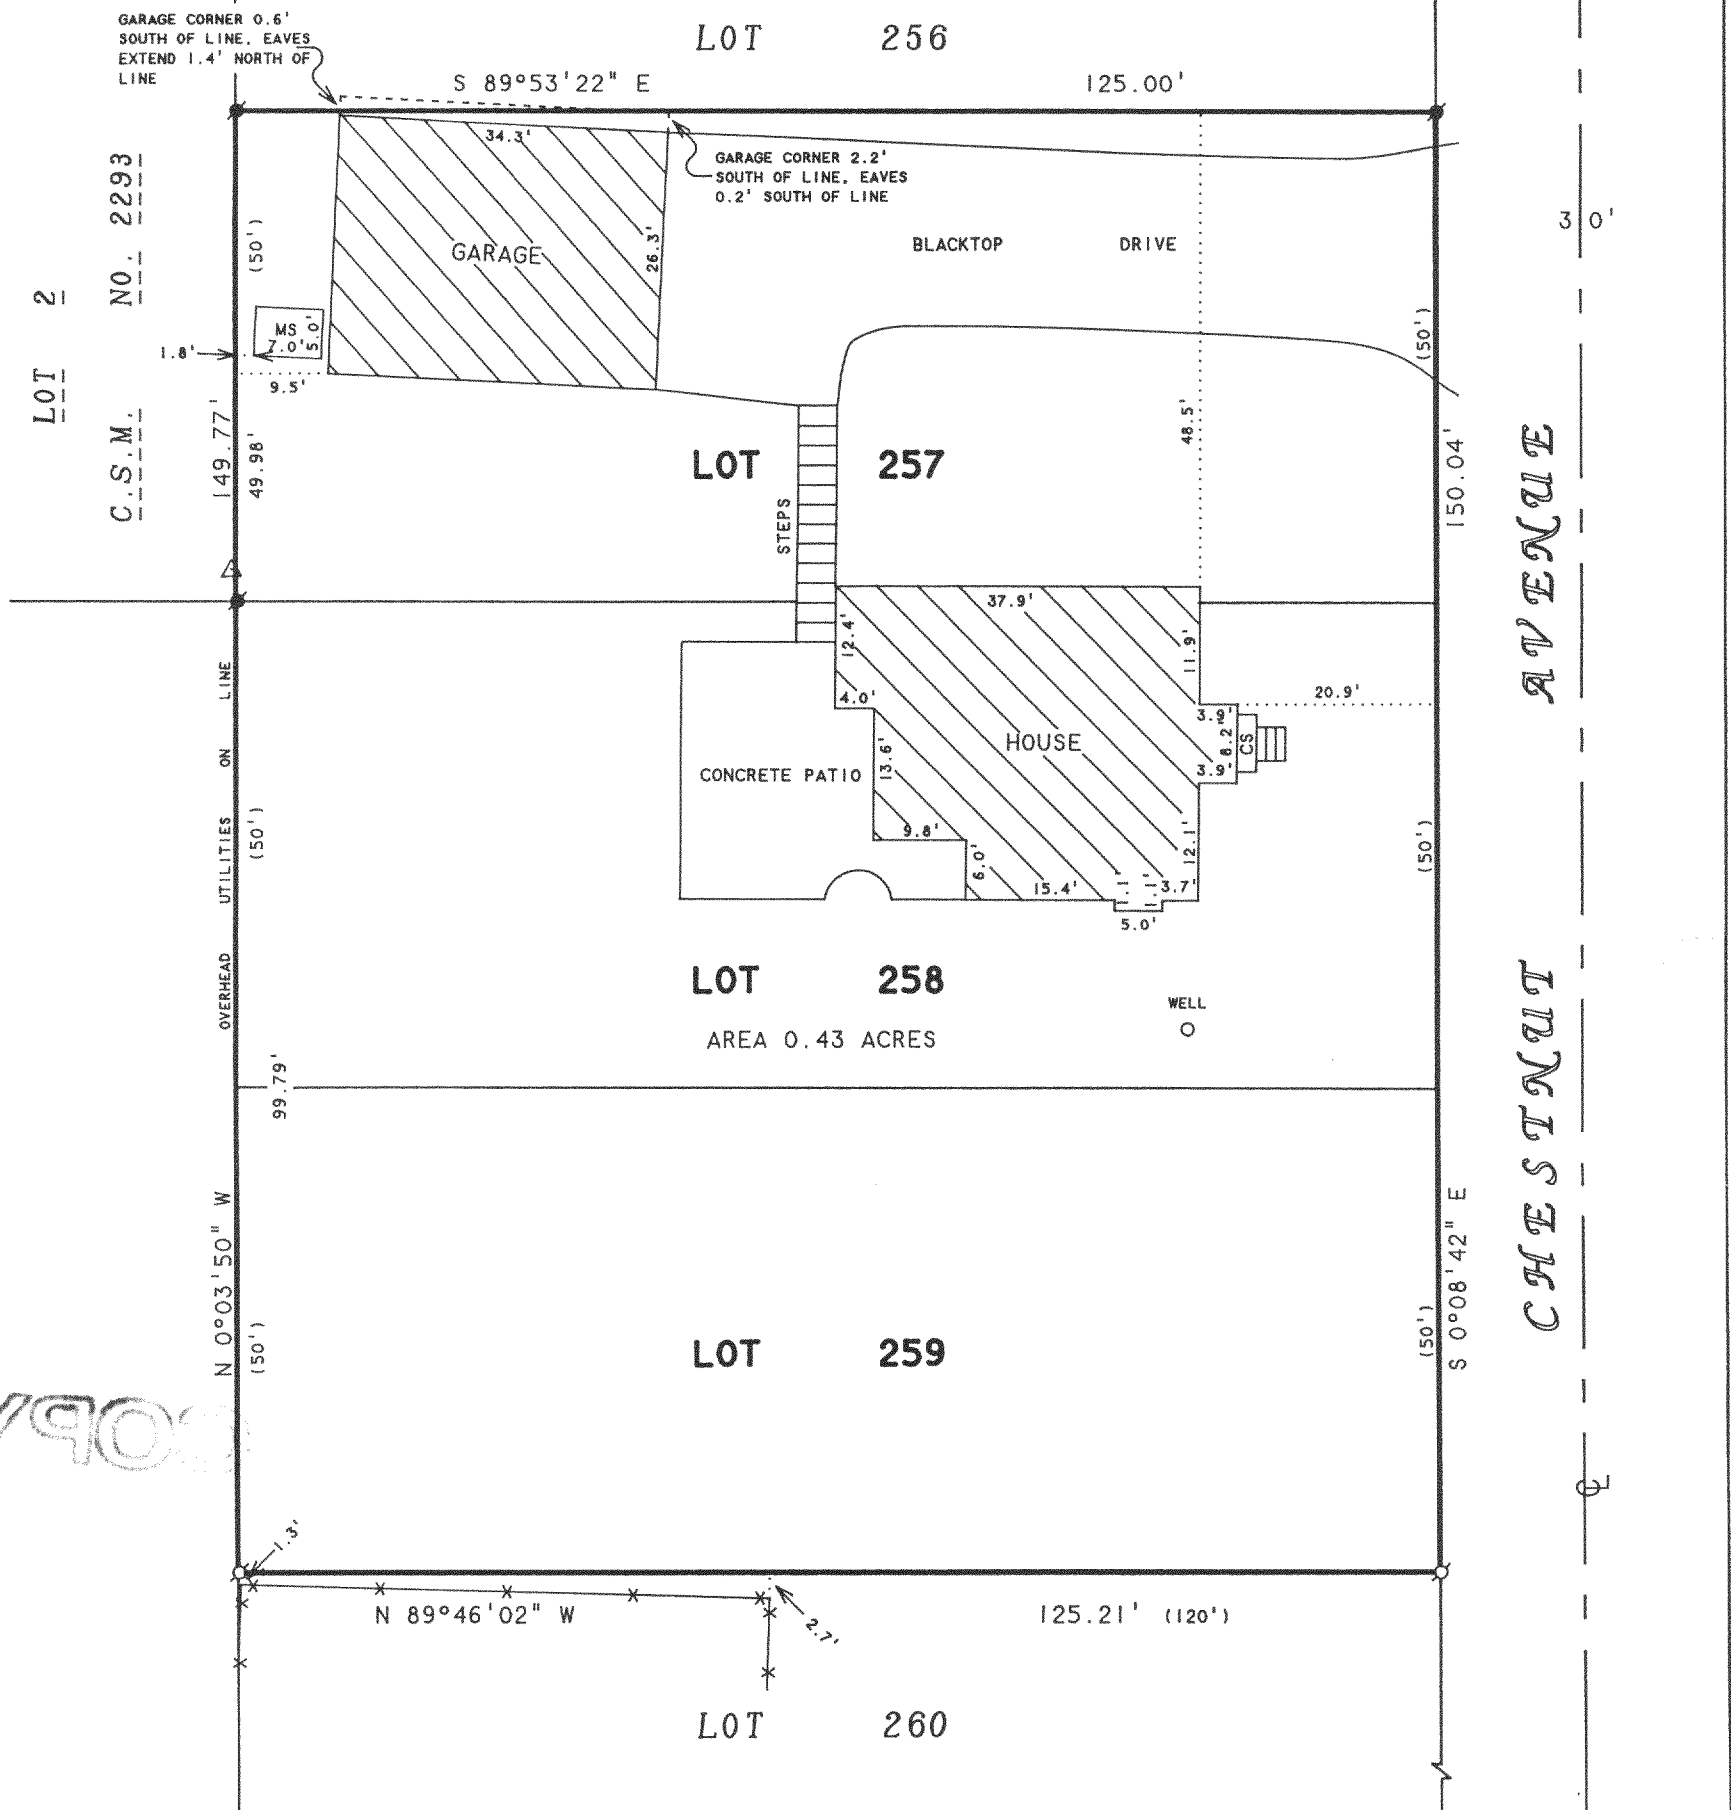 GARAGE CORNER 0.6'
SOUTH OF LINE, EAVES
EXTEND 1.4' NORTH OF
LINE
LOT 256
S 89°53'22" E 125.00'
34.3'
GARAGE CORNER 2.2'
SOUTH OF LINE, EAVES
0.2' SOUTH OF LINE
LOT 2
C.S.M. NO. 2293
(50')
GARAGE
26.3'
BLACKTOP DRIVE
30'
MS
7.0'
5.0'
1.8'
9.5'
(50')
149.77'
49.98'
48.5'
150.04'
LOT 257
STEPS
CHESTNUT AVENUE
37.9'
12.4'
11.9'
4.0'
20.9'
3.9'
8.2'
CS
3.9'
HOUSE
13.6'
CONCRETE PATIO
9.8'
12.1'
6.0'
15.4'
1.1'
1.1'
3.7'
5.0'
OVERHEAD UTILITIES ON LINE
(50')
(50')
LOT 258
WELL
AREA 0.43 ACRES
99.79'
N 0°03'50" W
(50')
LOT 259
(50')
S 0°08'42" E
OPY
1.3'
N 89°46'02" W 125.21' (120')
2.7'
LOT 260